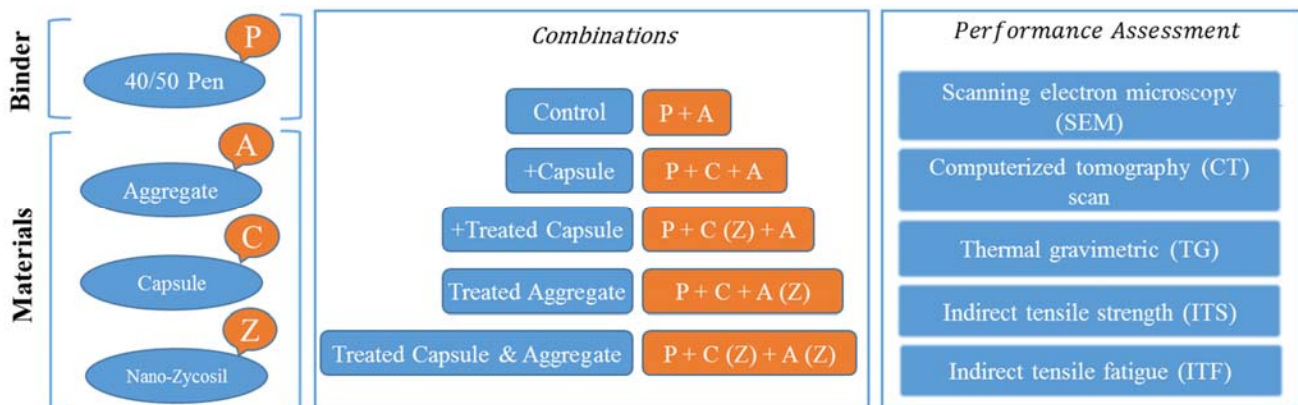 Binder
P
40/50 Pen
Materials
A
Aggregate
C
Capsule
Z
Nano-Zycosil
Combinations
Control
P + A
+Capsule
P + C + A
+Treated Capsule
P + C (Z) + A
Treated Aggregate
P + C + A (Z)
Treated Capsule & Aggregate
P + C (Z) + A (Z)
Performance Assessment
Scanning electron microscopy
(SEM)
Computerized tomography (CT)
scan
Thermal gravimetric (TG)
Indirect tensile strength (ITS)
Indirect tensile fatigue (ITF)